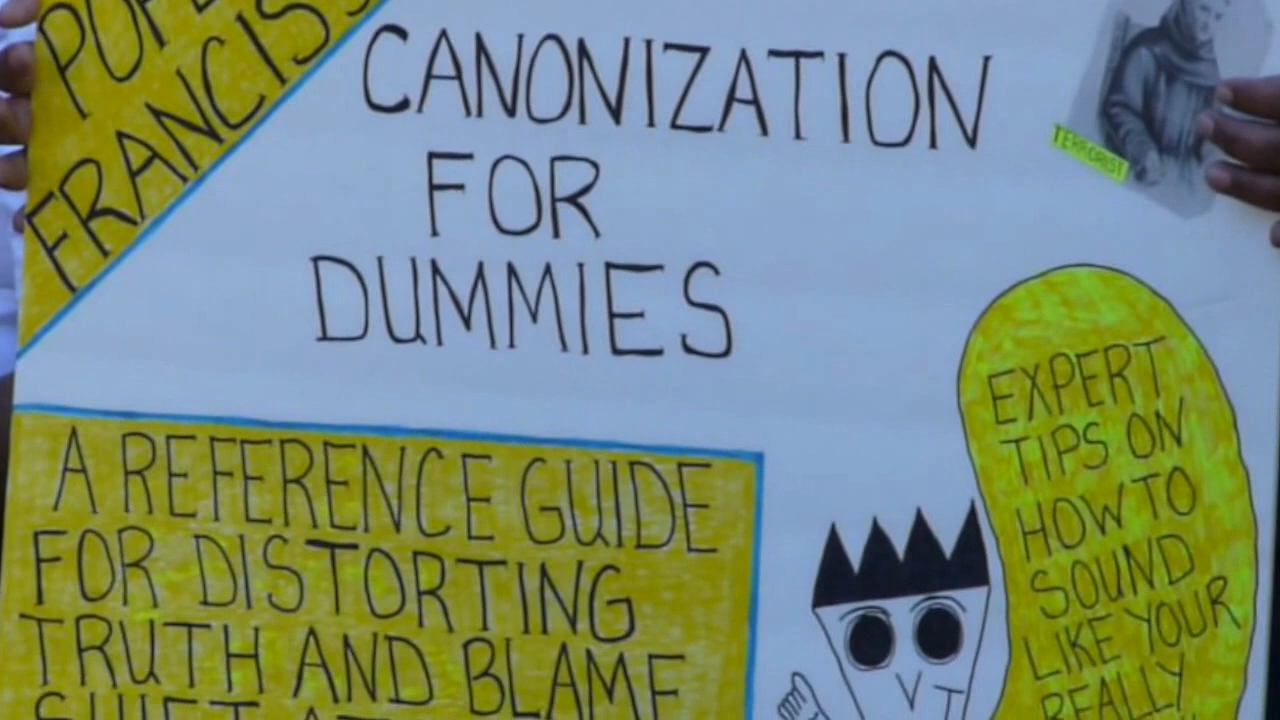 POPE
FRANCIS'S
CANONIZATION
FOR
DUMMIES
TERRORIST
A REFERENCE GUIDE
FOR DISTORTING
TRUTH AND BLAME
EXPERT
TIPS ON
HOW TO
SOUND
LIKE YOUR
REALLY